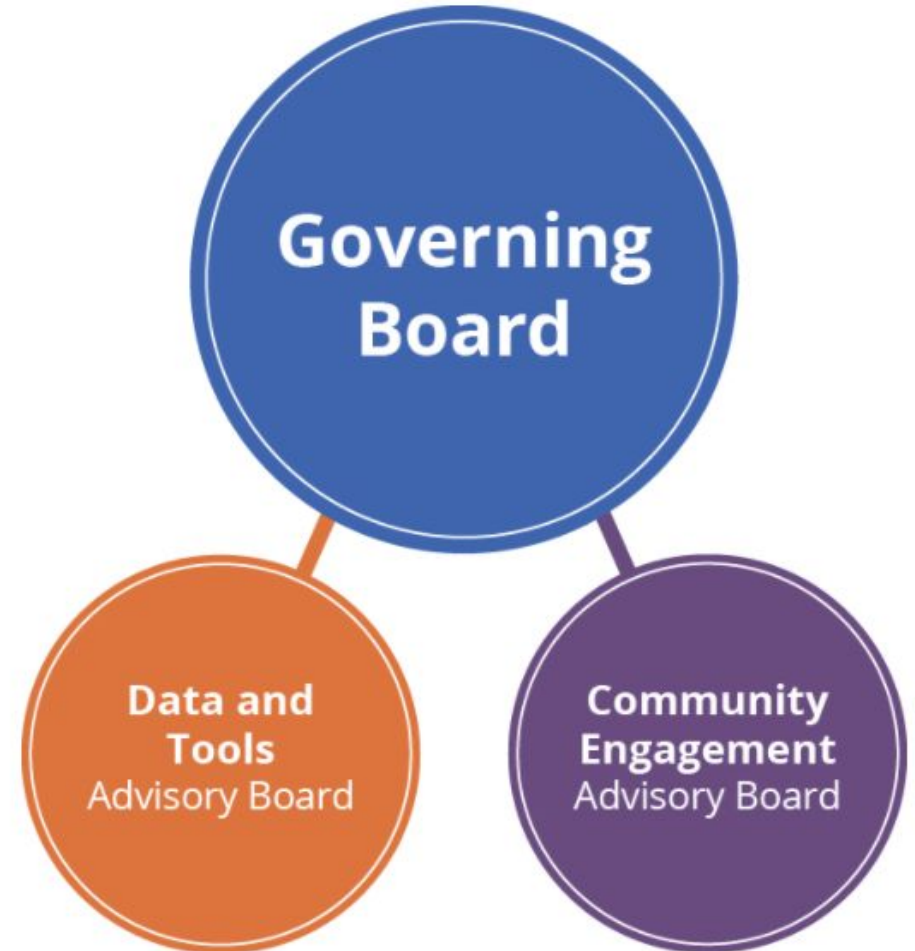 Governing
Board
Data and
Tools
Advisory Board
Community
Engagement
Advisory Board